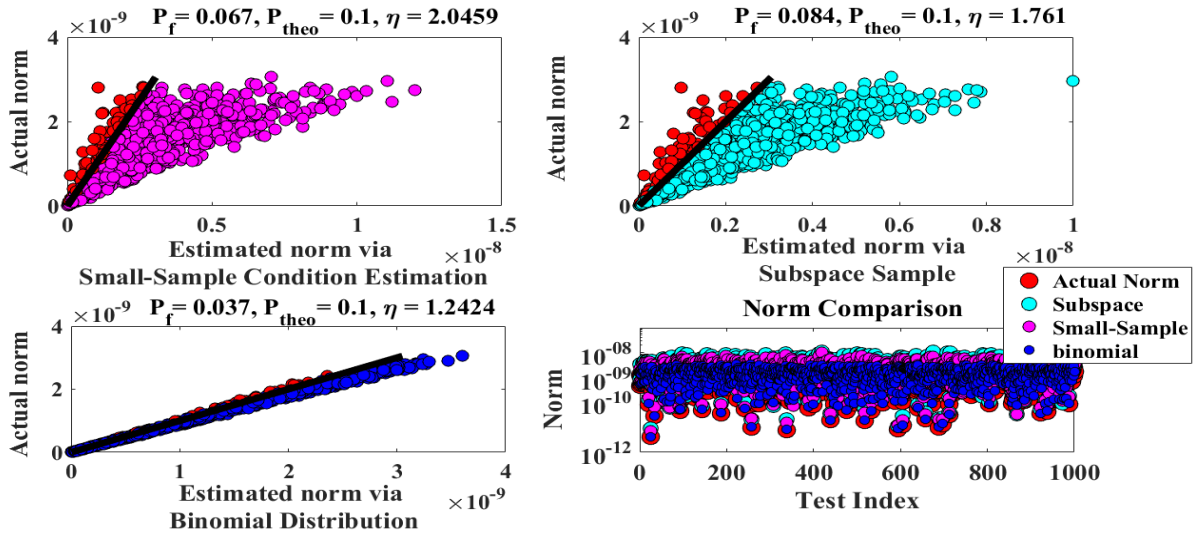 P_f = 0.067, P_theo = 0.1, η = 2.0459
×10^-9
4
2
0
Actual norm
0 0.5 1 1.5
×10^-8
Estimated norm via
Small-Sample Condition Estimation
P_f = 0.084, P_theo = 0.1, η = 1.761
×10^-9
4
2
0
Actual norm
0 0.2 0.4 0.6 0.8 1
×10^-8
Estimated norm via
Subspace Sample
P_f = 0.037, P_theo = 0.1, η = 1.2424
×10^-9
4
2
0
Actual norm
0 1 2 3 4
×10^-9
Estimated norm via
Binomial Distribution
Norm Comparison
Actual Norm
Subspace
Small-Sample
binomial
10^-08
10^-09
10^-10
10^-12
Norm
0 200 400 600 800 1000
Test Index